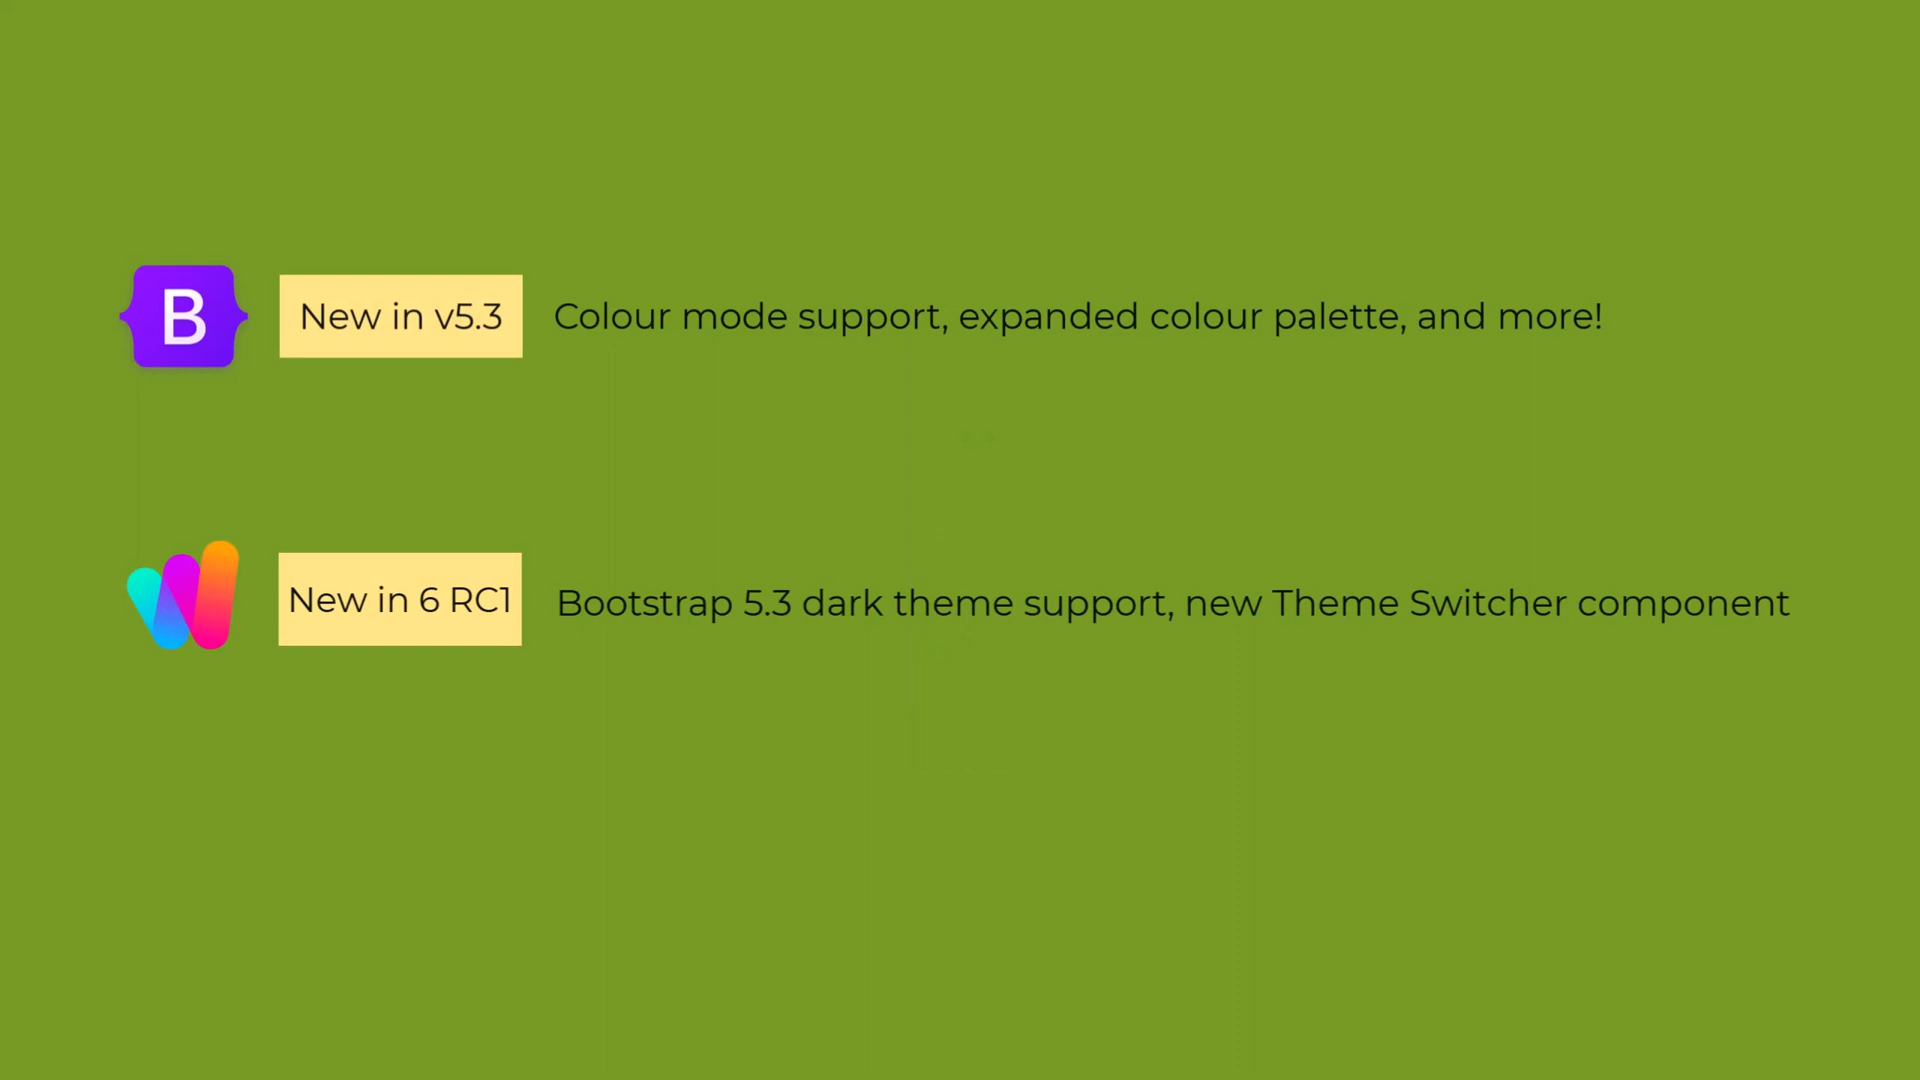 B
New in v5.3
Colour mode support, expanded colour palette, and more!
New in 6 RC1
Bootstrap 5.3 dark theme support, new Theme Switcher component